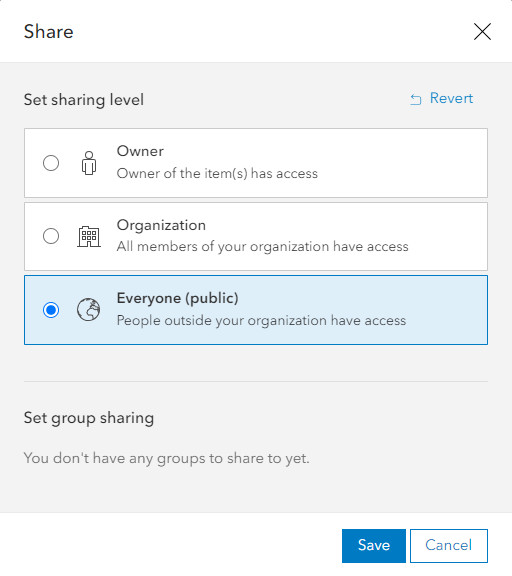 Share
Set sharing level
Revert
Owner
Owner of the item(s) has access
Organization
All members of your organization have access
Everyone (public)
People outside your organization have access
Set group sharing
You don't have any groups to share to yet.
Save
Cancel